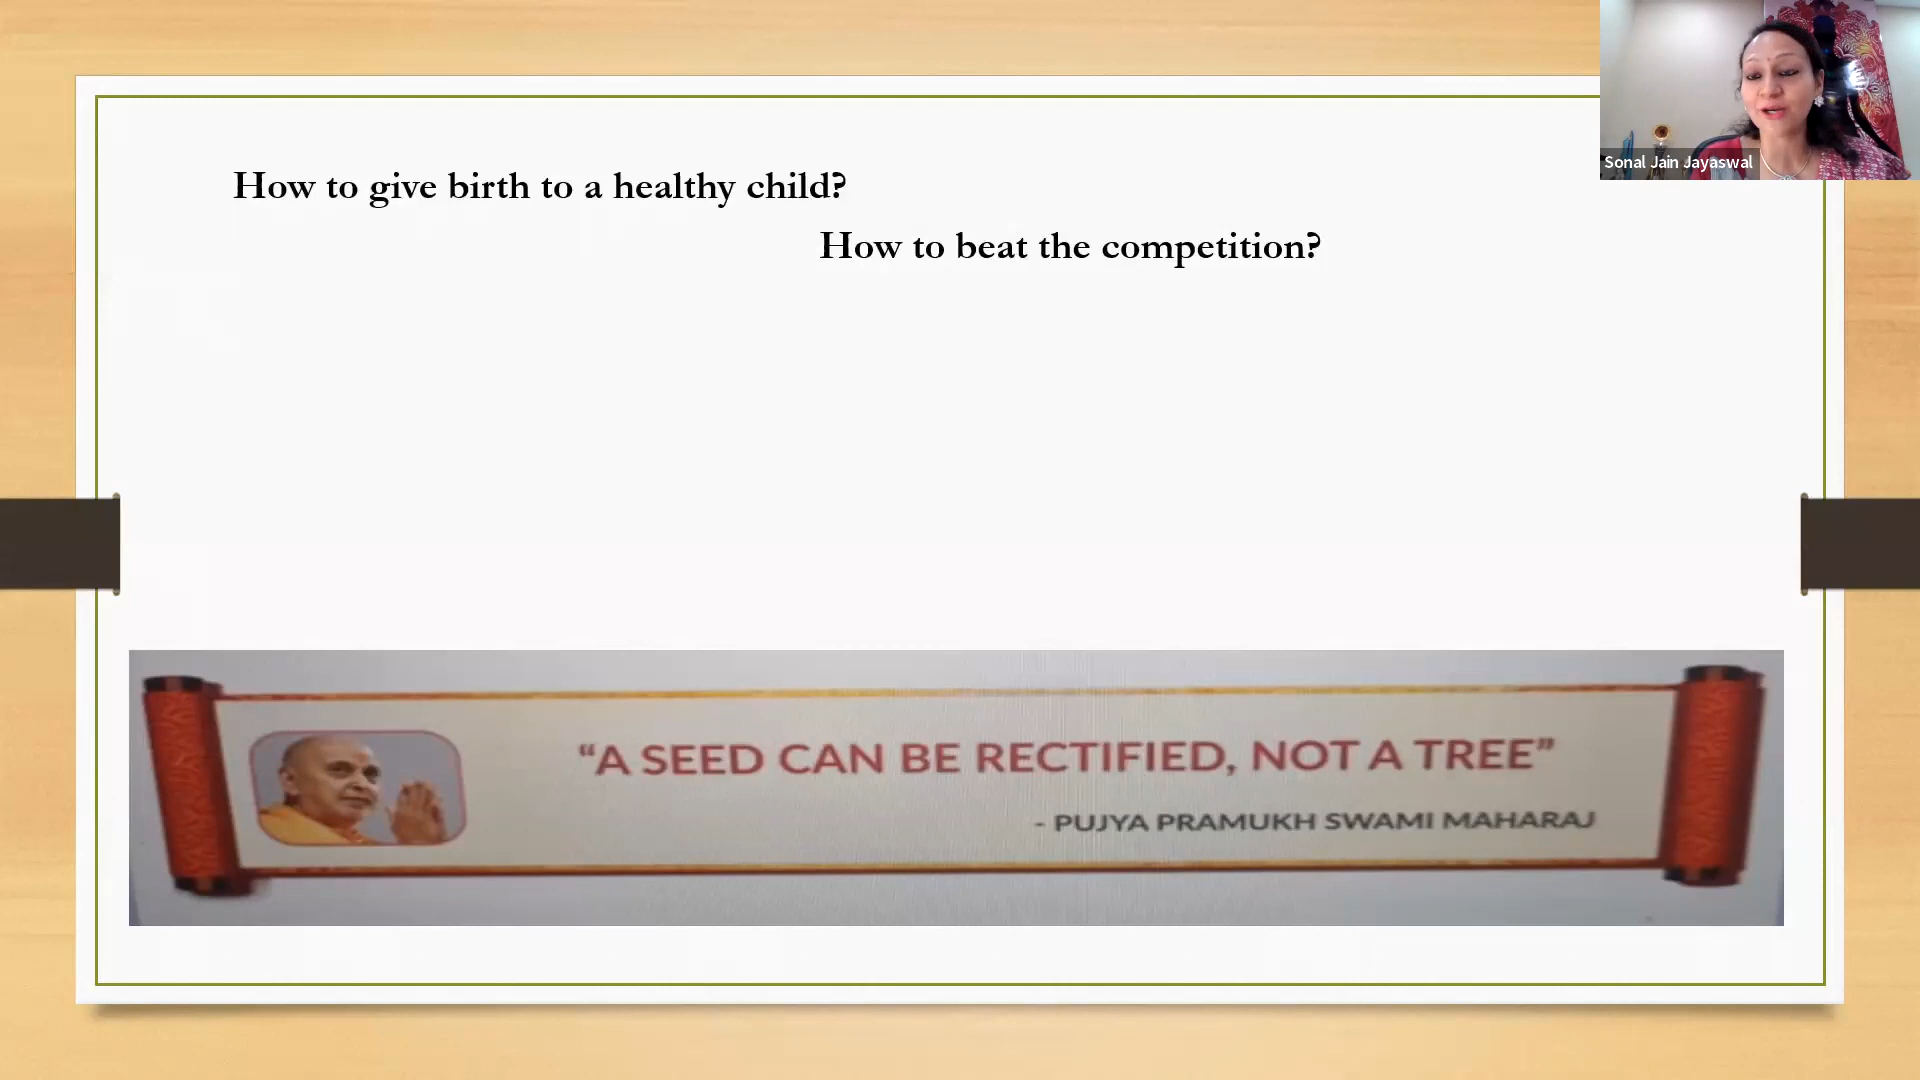 Sonal Jain Jayaswal
How to give birth to a healthy child?
How to beat the competition?
“A SEED CAN BE RECTIFIED, NOT A TREE”
- PUJYA PRAMUKH SWAMI MAHARAJ